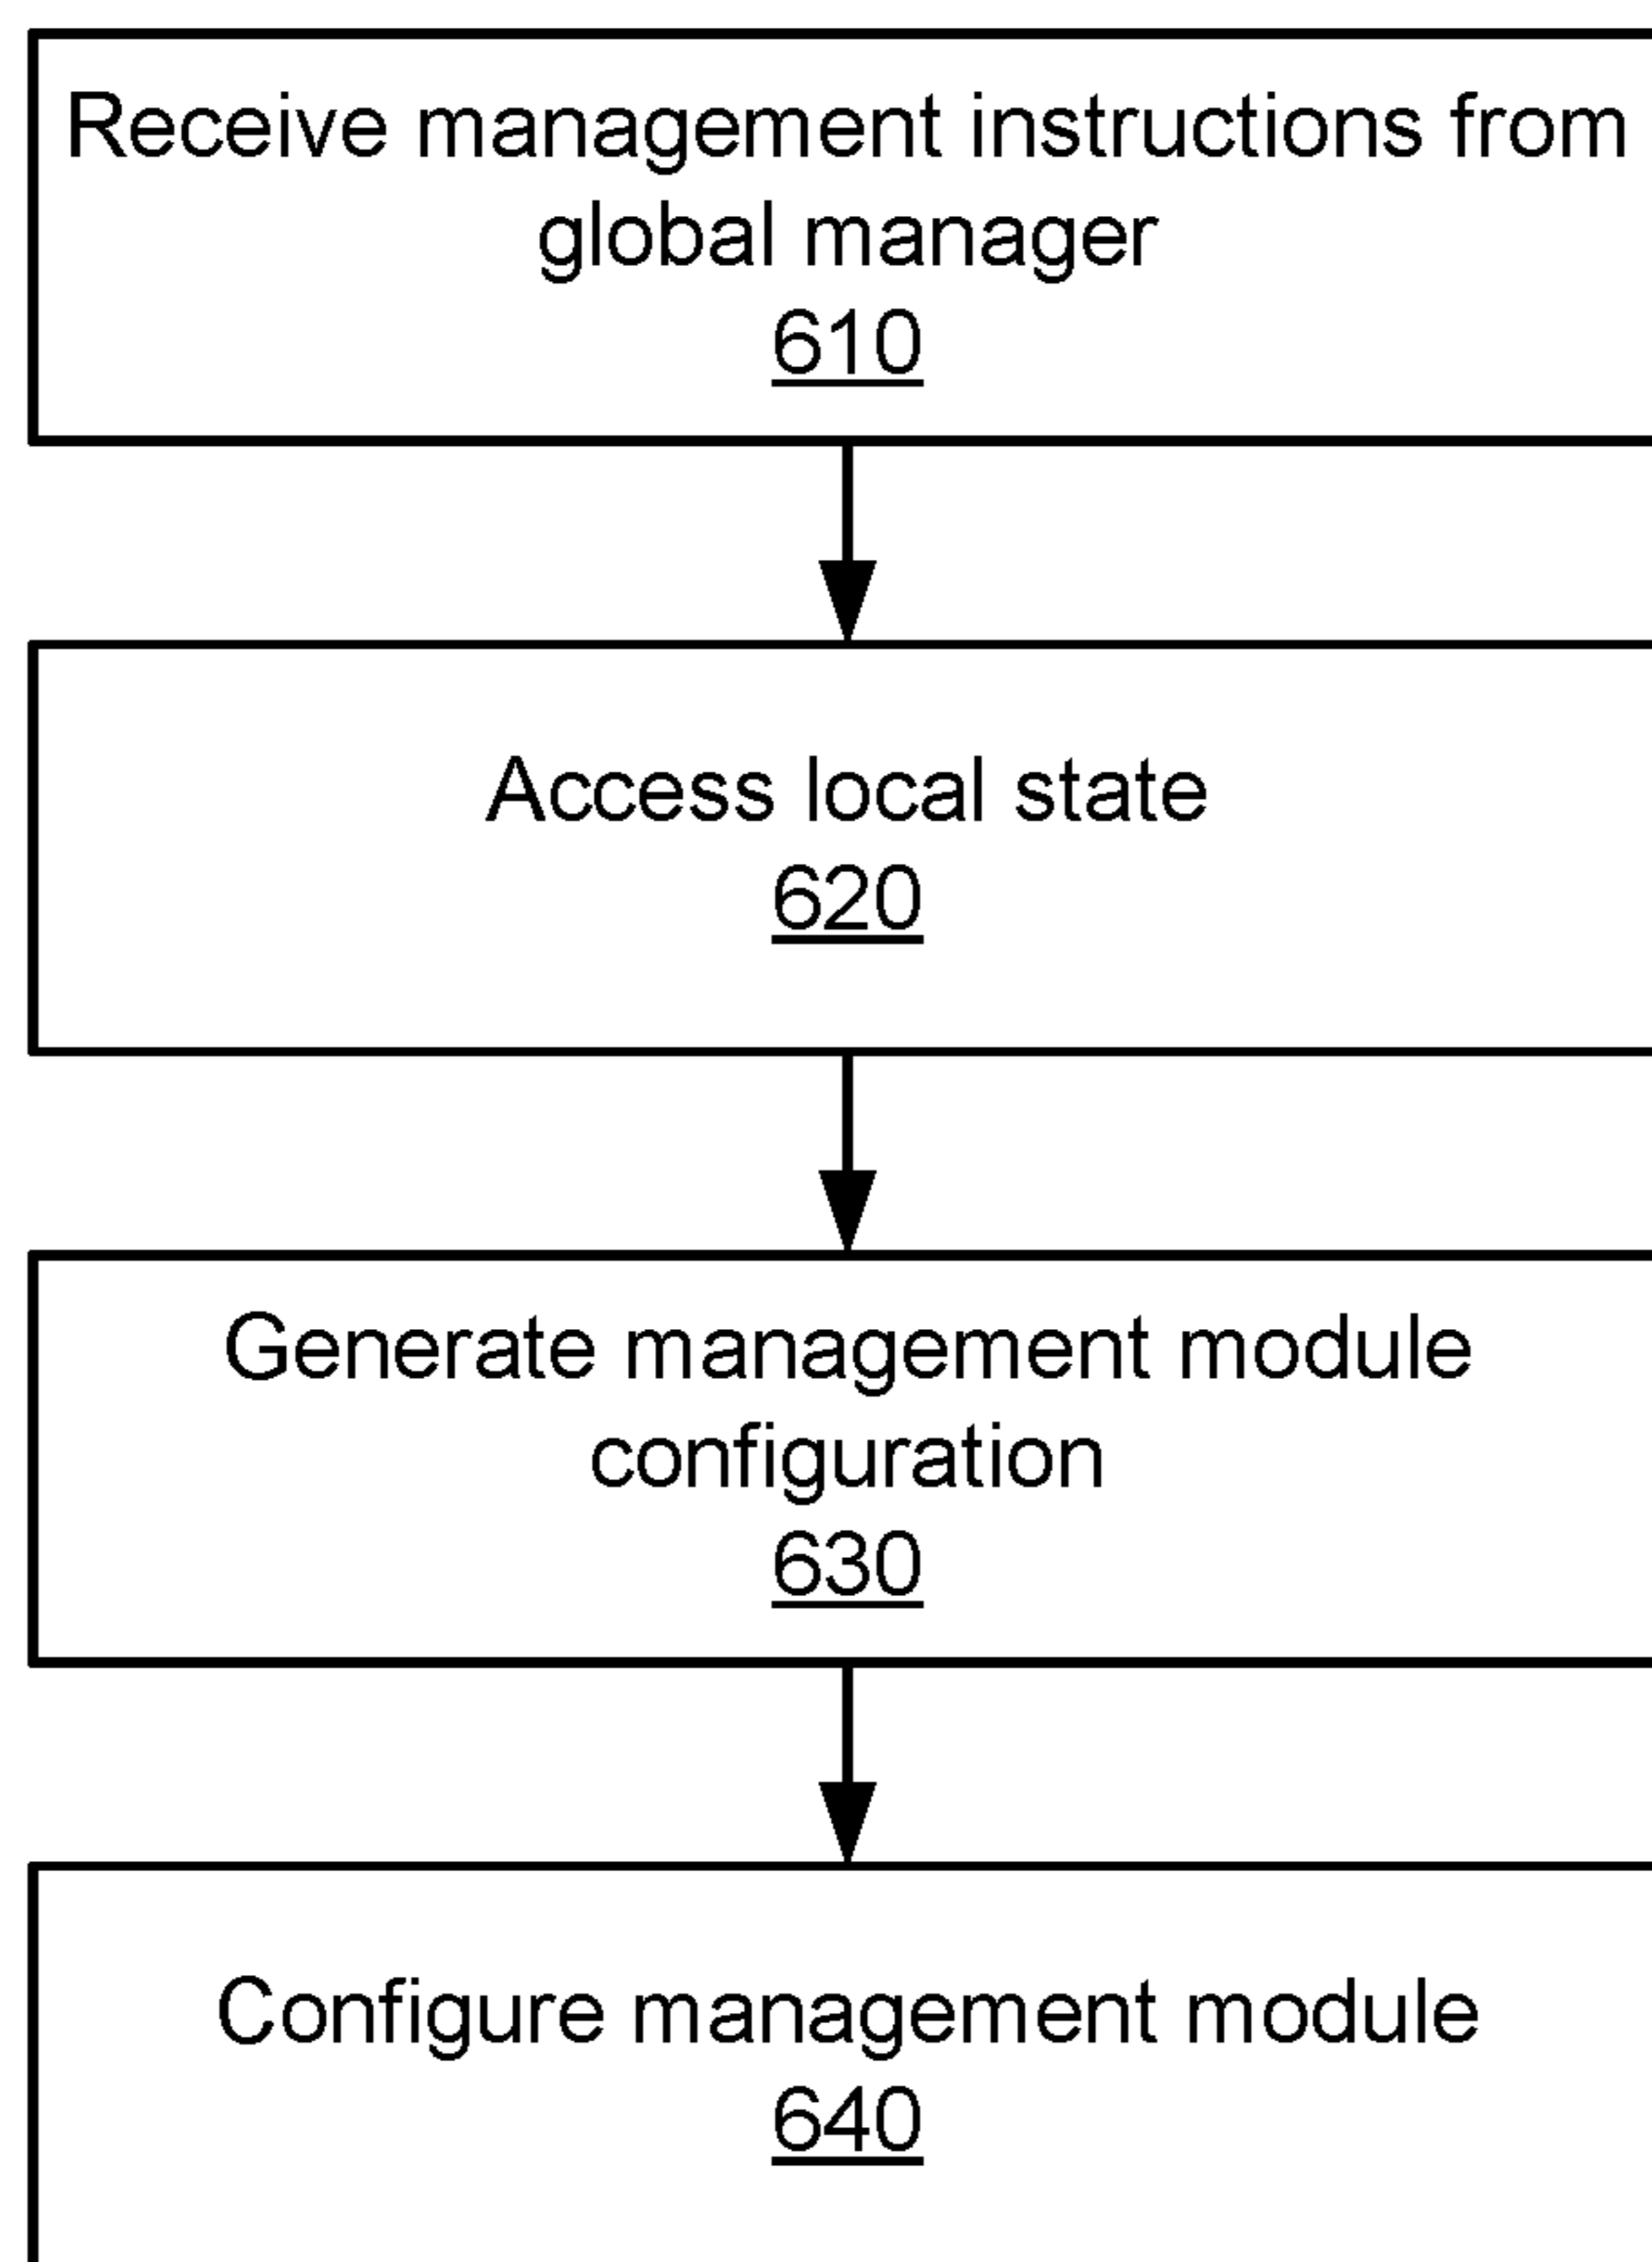 Receive management instructions from
global manager
610
Access local state
620
Generate management module
configuration
630
Configure management module
640